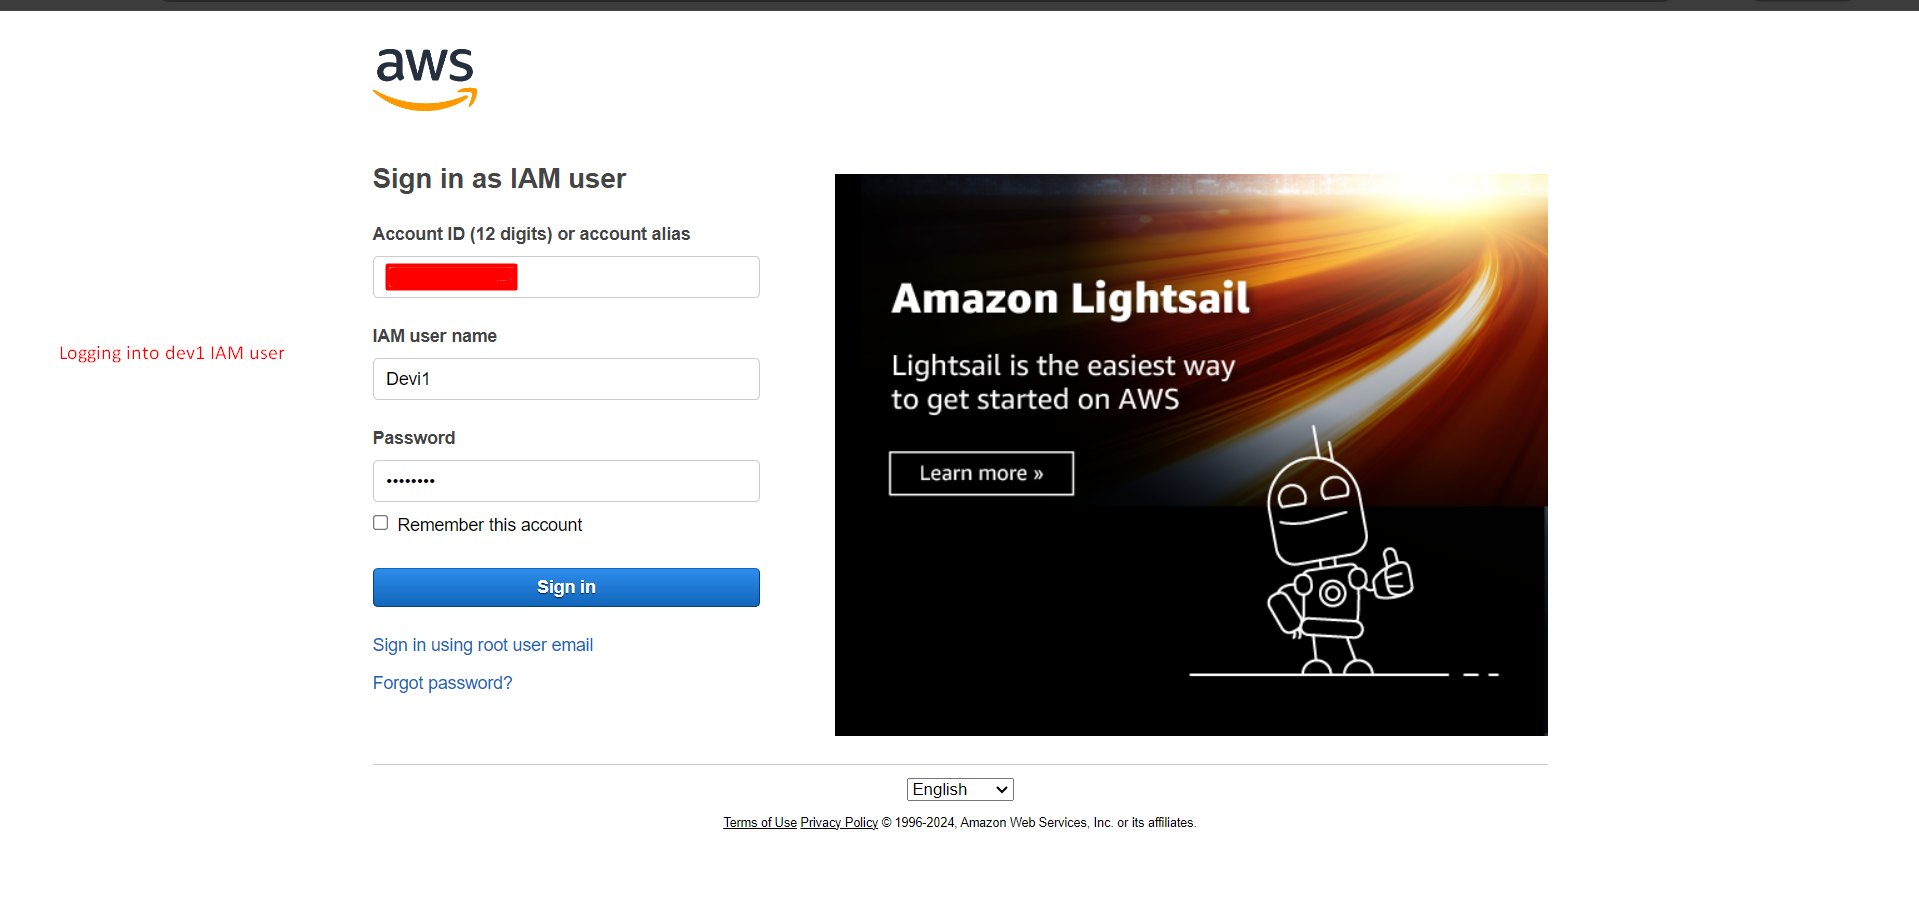 aws
Sign in as IAM user
Account ID (12 digits) or account alias
IAM user name
Logging into dev1 IAM user
Devi1
Password
••••••••
Remember this account
Sign in
Sign in using root user email
Forgot password?
Amazon Lightsail
Lightsail is the easiest way
to get started on AWS
Learn more »
English
Terms of Use Privacy Policy © 1996-2024, Amazon Web Services, Inc. or its affiliates.